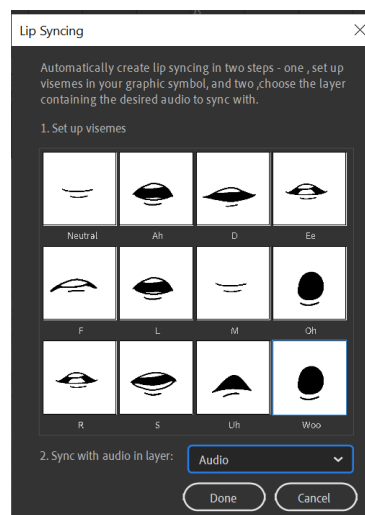 Lip Syncing
Automatically create lip syncing in two steps - one , set up
visemes in your graphic symbol, and two ,choose the layer
containing the desired audio to sync with.
1. Set up visemes
Neutral Ah D Ee
F L M Oh
R S Uh Woo
2. Sync with audio in layer: Audio
Done Cancel